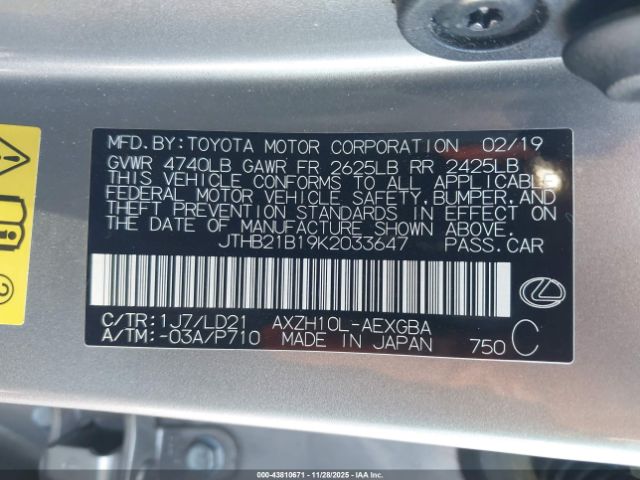 MFD.BY:TOYOTA MOTOR CORPORATION 02/19
GVWR 4740LB GAWR FR 2625LB RR 2425LB
THIS VEHICLE CONFORMS TO ALL APPLICABLE
FEDERAL MOTOR VEHICLE SAFETY,BUMPER,AND
THEFT PREVENTION STANDARDS IN EFFECT ON
THE DATE OF MANUFACTURE SHOWN ABOVE.
JTHB21B19K2033647 PASS.CAR
C/TR:1J7/LD21 AXZH10L-AEXGBA C
A/TM:-03A/P710 MADE IN JAPAN 750
2
000-43810671 | 11/28/2025 - IAAI.COM